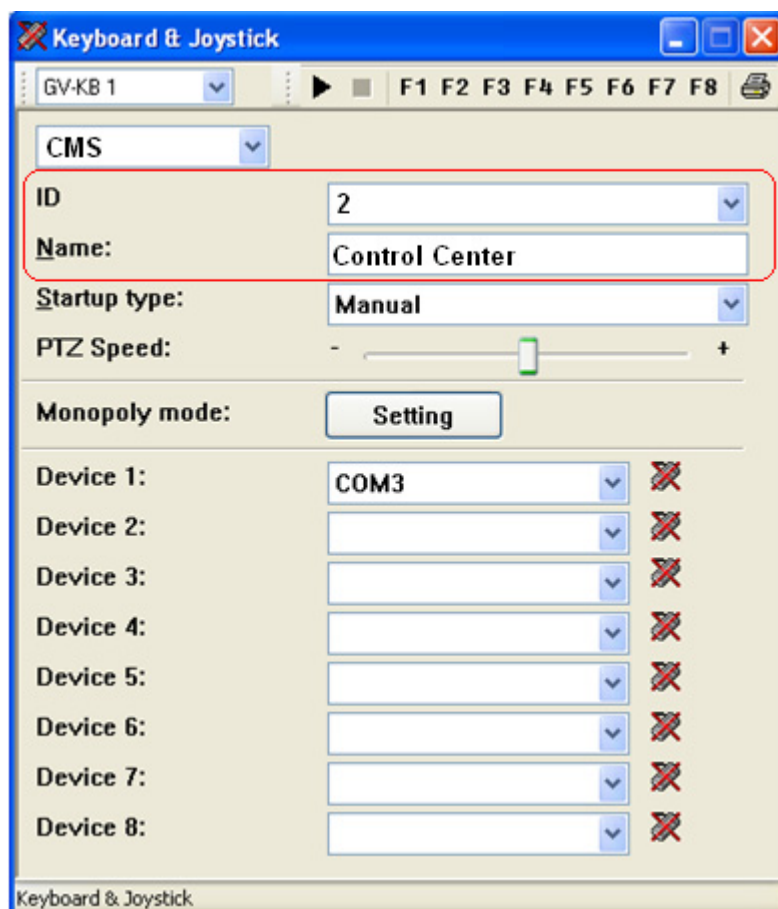 Keyboard & Joystick
GV-KB 1 F1 F2 F3 F4 F5 F6 F7 F8
CMS
ID 2
Name: Control Center
Startup type: Manual
PTZ Speed: - +
Monopoly mode: Setting
Device 1: COM3
Device 2:
Device 3:
Device 4:
Device 5:
Device 6:
Device 7:
Device 8:
Keyboard & Joystick